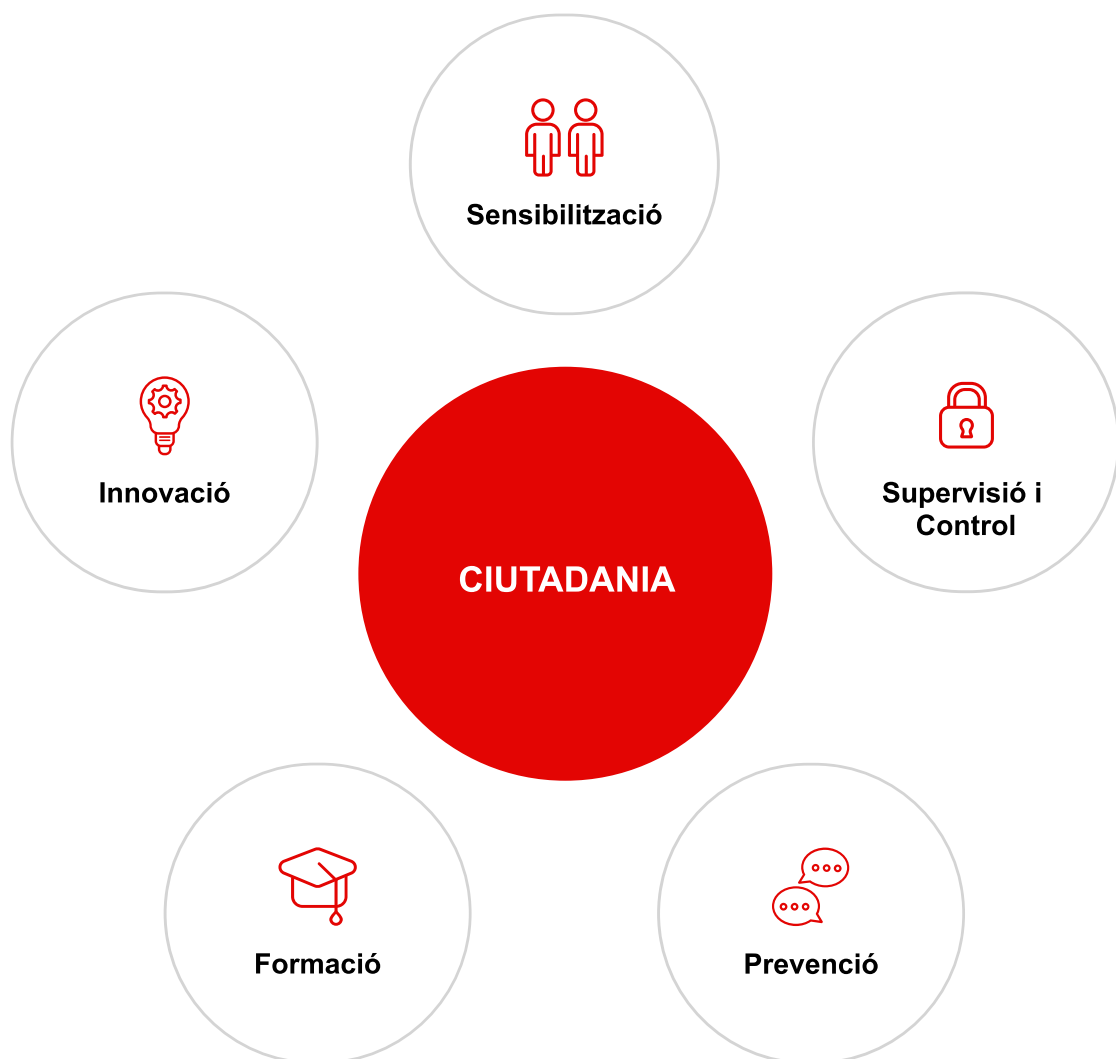 Sensibilització
Innovació
Supervisió i
Control
CIUTADANIA
Formació
Prevenció